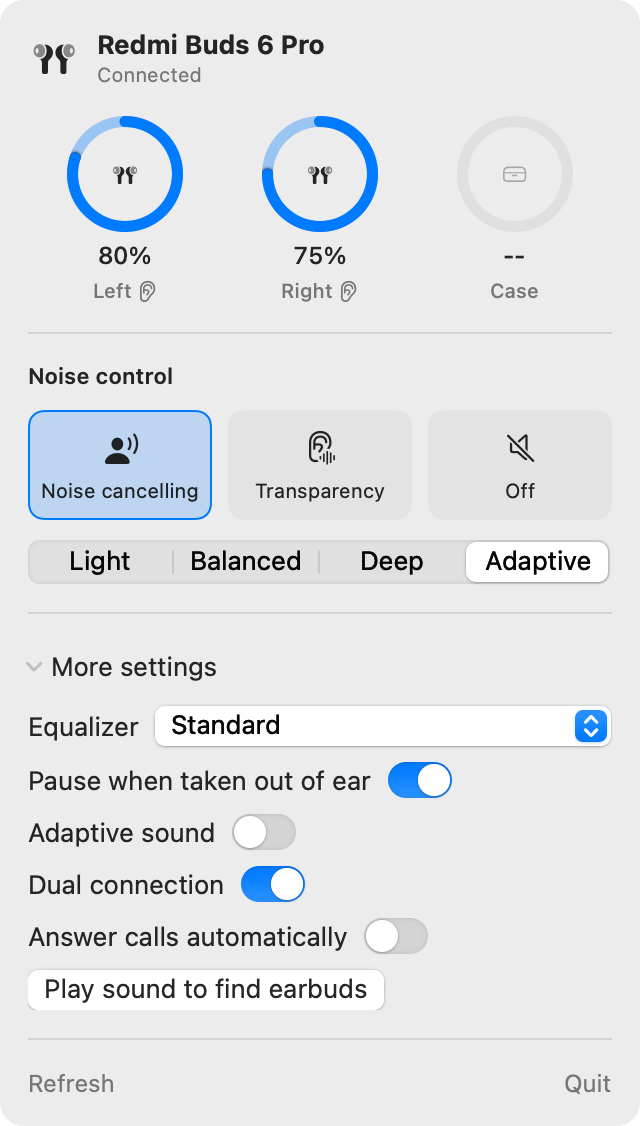 Redmi Buds 6 Pro
Connected
80% 75% --
Left Right Case
Noise control
Noise cancelling Transparency Off
Light Balanced Deep Adaptive
More settings
Equalizer Standard
Pause when taken out of ear
Adaptive sound
Dual connection
Answer calls automatically
Play sound to find earbuds
Refresh Quit